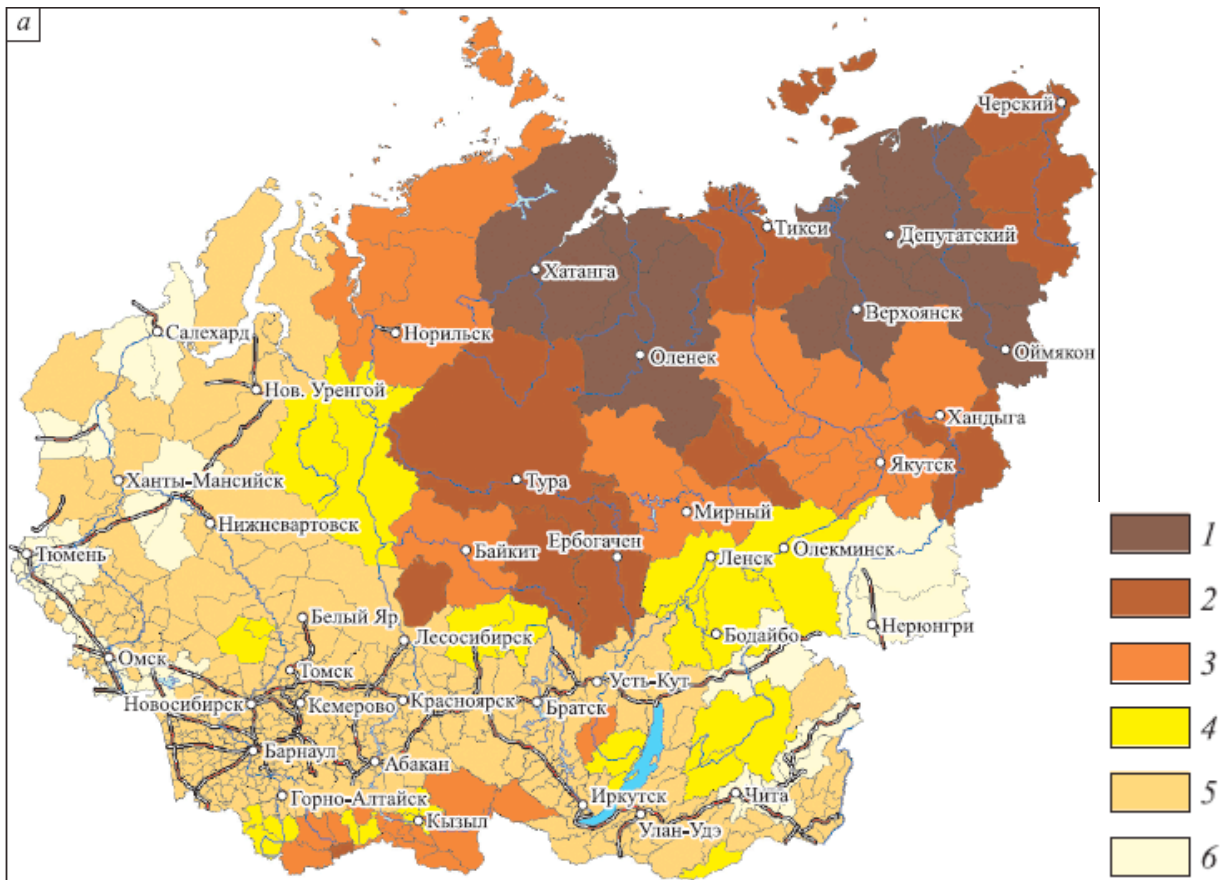 а
Черский
Тикси
Депутатский
Хатанга
Верхоянск
Салехард
Норильск
Оленек
Оймякон
Нов. Уренгой
Хандыга
Якутск
Ханты-Мансийск
Тура
Мирный
Нижневартовск
1
Тюмень
Байкит
Ербогачен
Ленск
Олекминск
2
Белый Яр
Лесосибирск
Бодайбо
Нерюнгри
Омск
Томск
3
Усть-Кут
Новосибирск
Кемерово
Красноярск
Братск
4
Барнаул
Абакан
Горно-Алтайск
Иркутск
Чита
5
Кызыл
Улан-Удэ
6